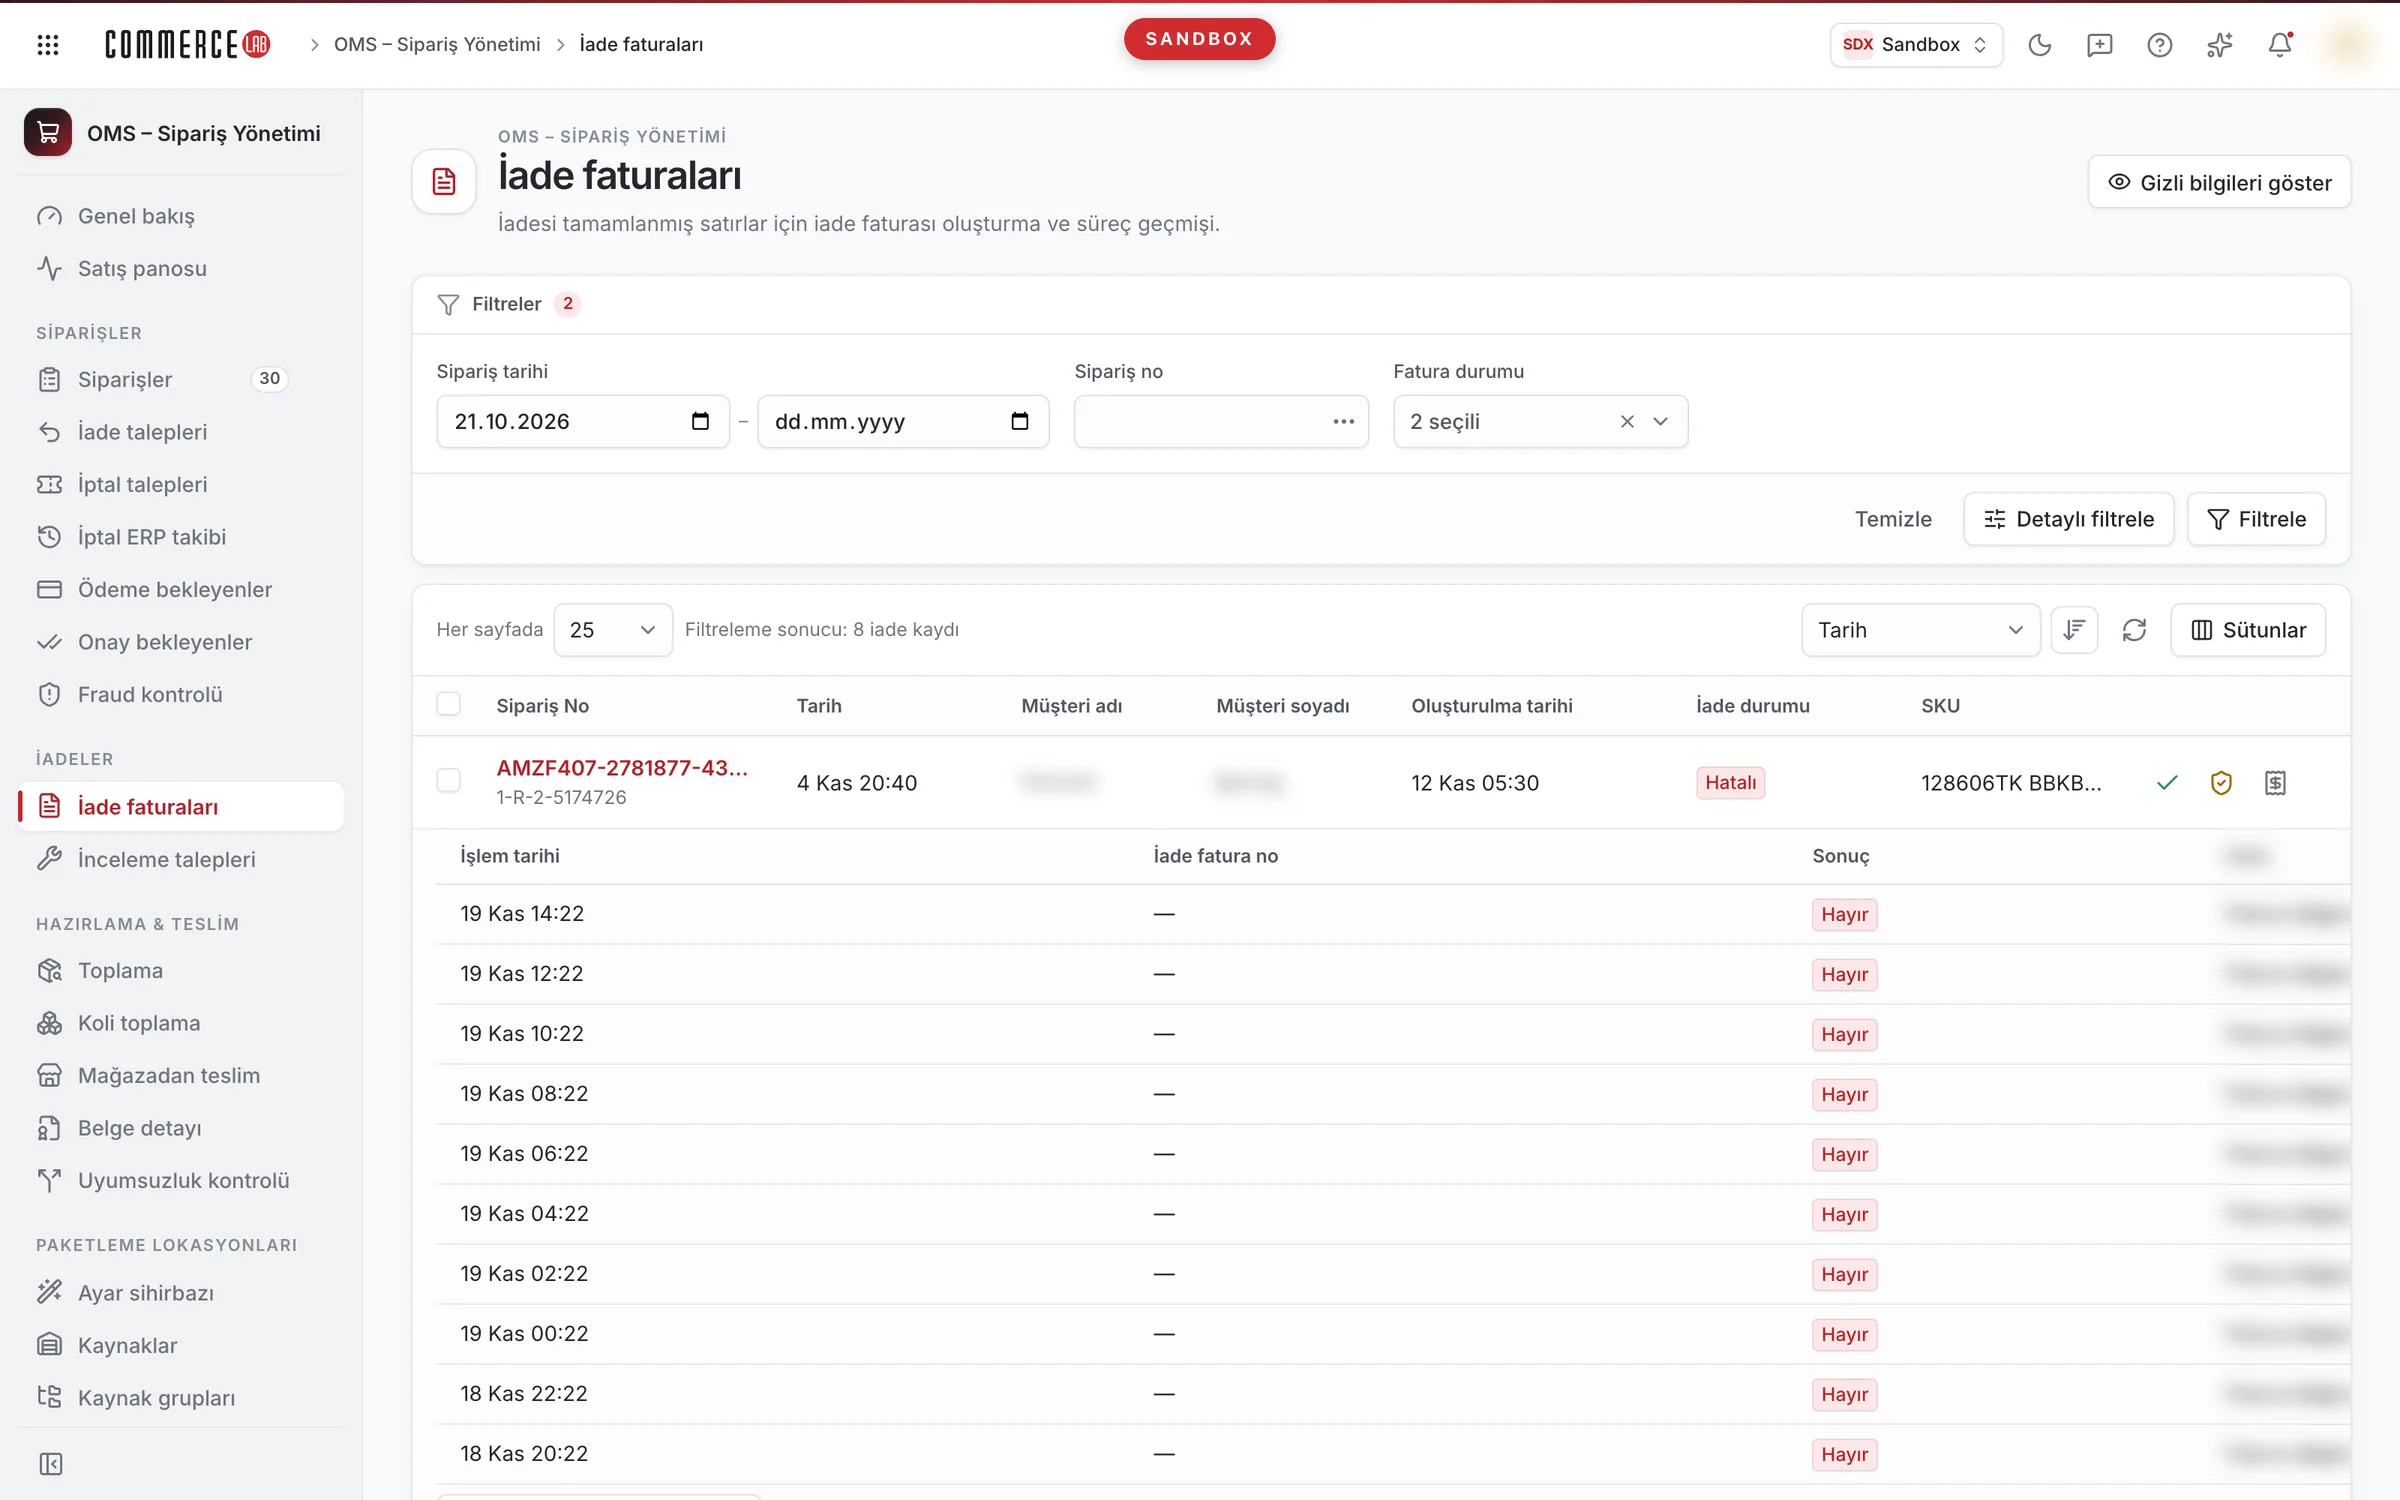 COMMERCE LAB
OMS – Sipariş Yönetimi
İade faturaları
SANDBOX
SDX Sandbox
OMS – Sipariş Yönetimi
Genel bakış
Satış panosu
SİPARİŞLER
Siparişler 30
İade talepleri
İptal talepleri
İptal ERP takibi
Ödeme bekleyenler
Onay bekleyenler
Fraud kontrolü
İADELER
İade faturaları
İnceleme talepleri
HAZIRLAMA & TESLİM
Toplama
Koli toplama
Mağazadan teslim
Belge detayı
Uyumsuzluk kontrolü
PAKETLEME LOKASYONLARI
Ayar sihirbazı
Kaynaklar
Kaynak grupları
OMS – SİPARİŞ YÖNETİMİ
İade faturaları
İadesi tamamlanmış satırlar için iade faturası oluşturma ve süreç geçmişi.
Gizli bilgileri göster
Filtreler 2
Sipariş tarihi Sipariş no Fatura durumu
21.10.2026 – dd.mm.yyyy 2 seçili
Temizle Detaylı filtrele Filtrele
Her sayfada 25 Filtreleme sonucu: 8 iade kaydı Tarih Sütunlar
Sipariş No Tarih Müşteri adı Müşteri soyadı Oluşturulma tarihi İade durumu SKU
AMZF407-2781877-43... 4 Kas 20:40 12 Kas 05:30 Hatalı 128606TK BBKB...
1-R-2-5174726
İşlem tarihi İade fatura no Sonuç
19 Kas 14:22 — Hayır
19 Kas 12:22 — Hayır
19 Kas 10:22 — Hayır
19 Kas 08:22 — Hayır
19 Kas 06:22 — Hayır
19 Kas 04:22 — Hayır
19 Kas 02:22 — Hayır
19 Kas 00:22 — Hayır
18 Kas 22:22 — Hayır
18 Kas 20:22 — Hayır